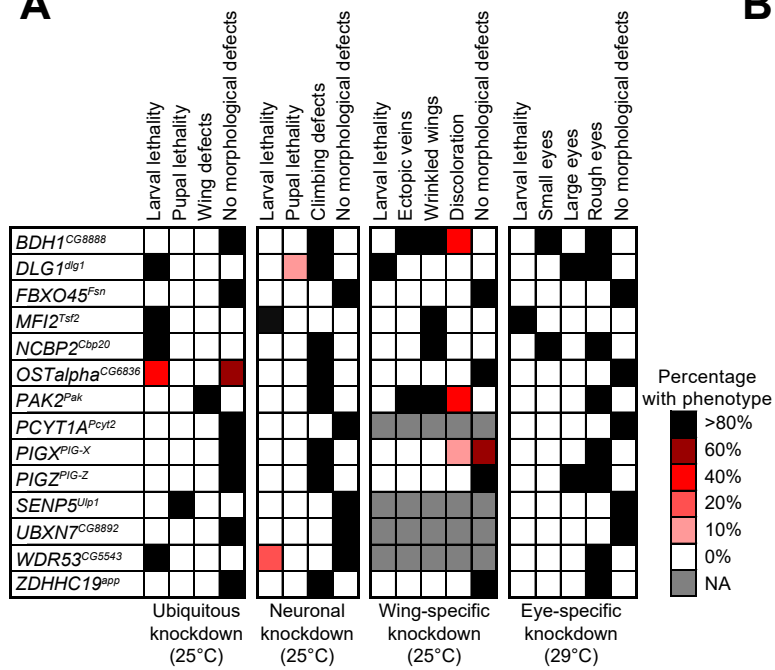 A
B
Larval lethality
Pupal lethality
Wing defects
No morphological defects
Larval lethality
Pupal lethality
Climbing defects
No morphological defects
Larval lethality
Ectopic veins
Wrinkled wings
Discoloration
No morphological defects
Larval lethality
Small eyes
Large eyes
Rough eyes
No morphological defects
BDH1CG8888
DLG1dlg1
FBXO45Fsn
MFI2Tsf2
NCBP2Cbp20
OSTalphaCG6836
PAK2Pak
PCYT1APcyt2
PIGXPIG-X
PIGZPIG-Z
SENP5Ulp1
UBXN7CG8892
WDR53CG5543
ZDHHC19app
Ubiquitous
knockdown
(25°C)
Neuronal
knockdown
(25°C)
Wing-specific
knockdown
(25°C)
Eye-specific
knockdown
(29°C)
Percentage
with phenotype
>80%
60%
40%
20%
10%
0%
NA